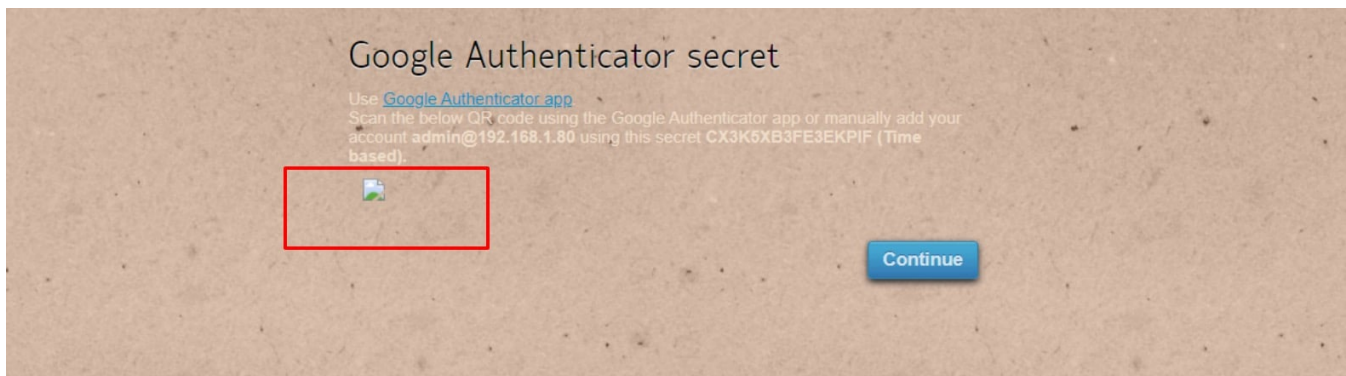 Google Authenticator secret
Use Google Authenticator app
Scan the below QR code using the Google Authenticator app or manually add your
account admin@192.168.1.80 using this secret CX3K5XB3FE3EKPIF (Time
based).
Continue